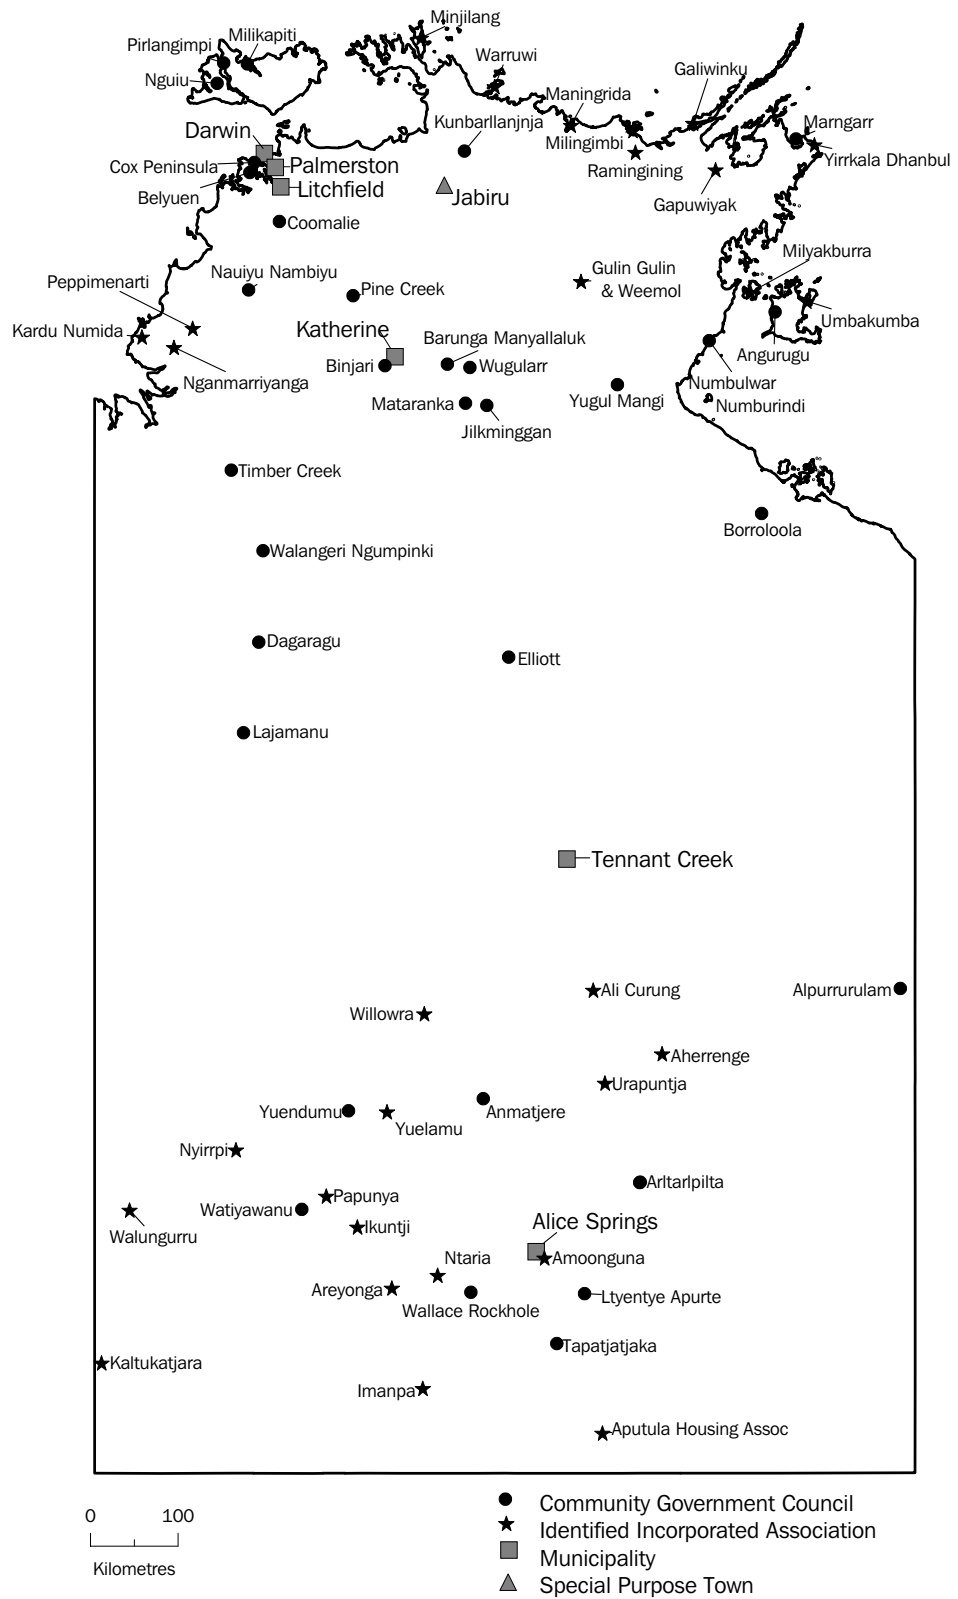 Minjilang
Milikapiti
Pirlangimpi
Warruwi
Galiwinku
Nguiu
Maningrida
Kunbarllanjnja
Marngarr
Darwin
Milingimbi
Yirrkala Dhanbul
Cox Peninsula
Palmerston
Ramingining
Litchfield
Belyuen
Jabiru
Gapuwiyak
Coomalie
Milyakburra
Gulin Gulin
& Weemol
Nauiyu Nambiyu
Peppimenarti
Pine Creek
Umbakumba
Kardu Numida
Katherine
Barunga Manyallaluk
Angurugu
Binjari
Wugularr
Nganmarriyanga
Numbulwar
Yugul Mangi
Mataranka
Numburindi
Jilkminggan
Timber Creek
Borroloola
Walangeri Ngumpinki
Dagaragu
Elliott
Lajamanu
Tennant Creek
Ali Curung
Alpurrurulam
Willowra
Aherrenge
Urapuntja
Yuendumu
Anmatjere
Yuelamu
Nyirrpi
Arltarlpilta
Papunya
Watiyawanu
Alice Springs
Ikuntji
Walungurru
Ntaria
Amoonguna
Areyonga
Ltyentye Apurte
Wallace Rockhole
Tapatjatjaka
Kaltukatjara
Imanpa
Aputula Housing Assoc
0 100
Kilometres
Community Government Council
Identified Incorporated Association
Municipality
Special Purpose Town